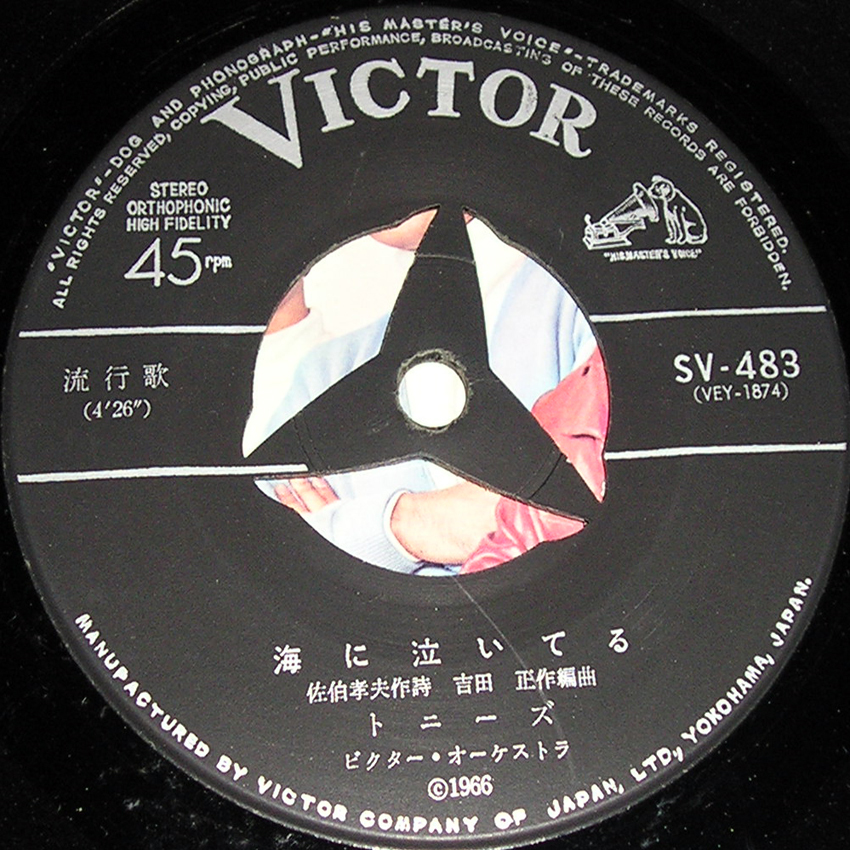 "VICTOR"-DOG AND PHONOGRAPH-"HIS MASTER'S VOICE"-TRADEMARKS REGISTERED.
ALL RIGHTS RESERVED, COPYING, PUBLIC PERFORMANCE, BROADCASTING OF THESE RECORDS ARE FORBIDDEN.
VICTOR
STEREO
ORTHOPHONIC
HIGH FIDELITY
45 rpm
"HIS MASTER'S VOICE"
流行歌
(4'26")
SV-483
(VEY-1874)
海に泣いてる
佐伯孝夫作詩 吉田 正作編曲
トニーズ
ビクター・オーケストラ
©1966
MANUFACTURED BY VICTOR COMPANY OF JAPAN, LTD, YOKOHAMA, JAPAN.